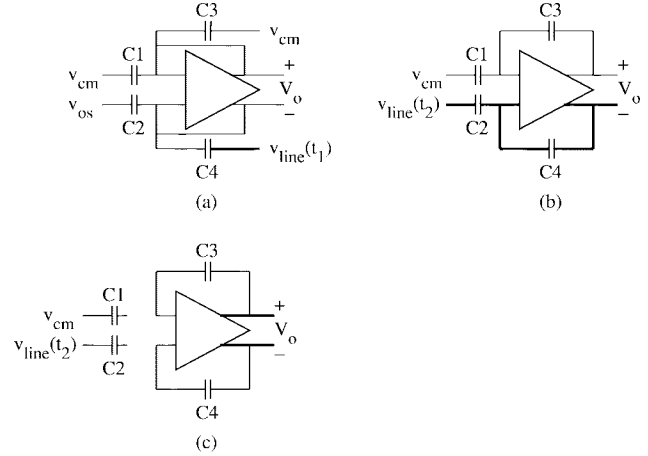 C3
v_cm
C1
v_cm
+
V_o
v_os
−
C2
v_line(t_1)
C4
(a)
C3
C1
v_cm
+
V_o
v_line(t_2)
−
C2
C4
(b)
C3
C1
v_cm
+
V_o
v_line(t_2)
−
C2
C4
(c)